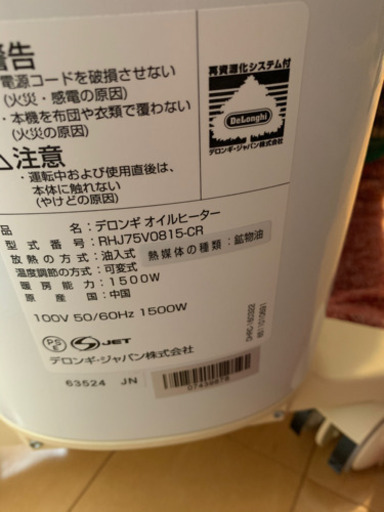 警告
電源コードを破損させない
(火災・感電の原因)
・本機を布団や衣類で覆わない
(火災の原因)
⚠注意
・運転中および使用直後は、
本体に触れない
(やけどの原因)
再資源化システム付
DeLonghi
デロンギ・ジャパン株式会社
品 名：デロンギ オイルヒーター
型 式 番 号：RHJ75V0815-CR
放 熱 の 方 式：油入式 熱媒体の種類：鉱物油
温度調節の方式：可変式
暖 房 能 力：1500W
原 産 国：中国
100V 50/60Hz 1500W
PS
E
JET
デロンギ・ジャパン株式会社
63524 JN